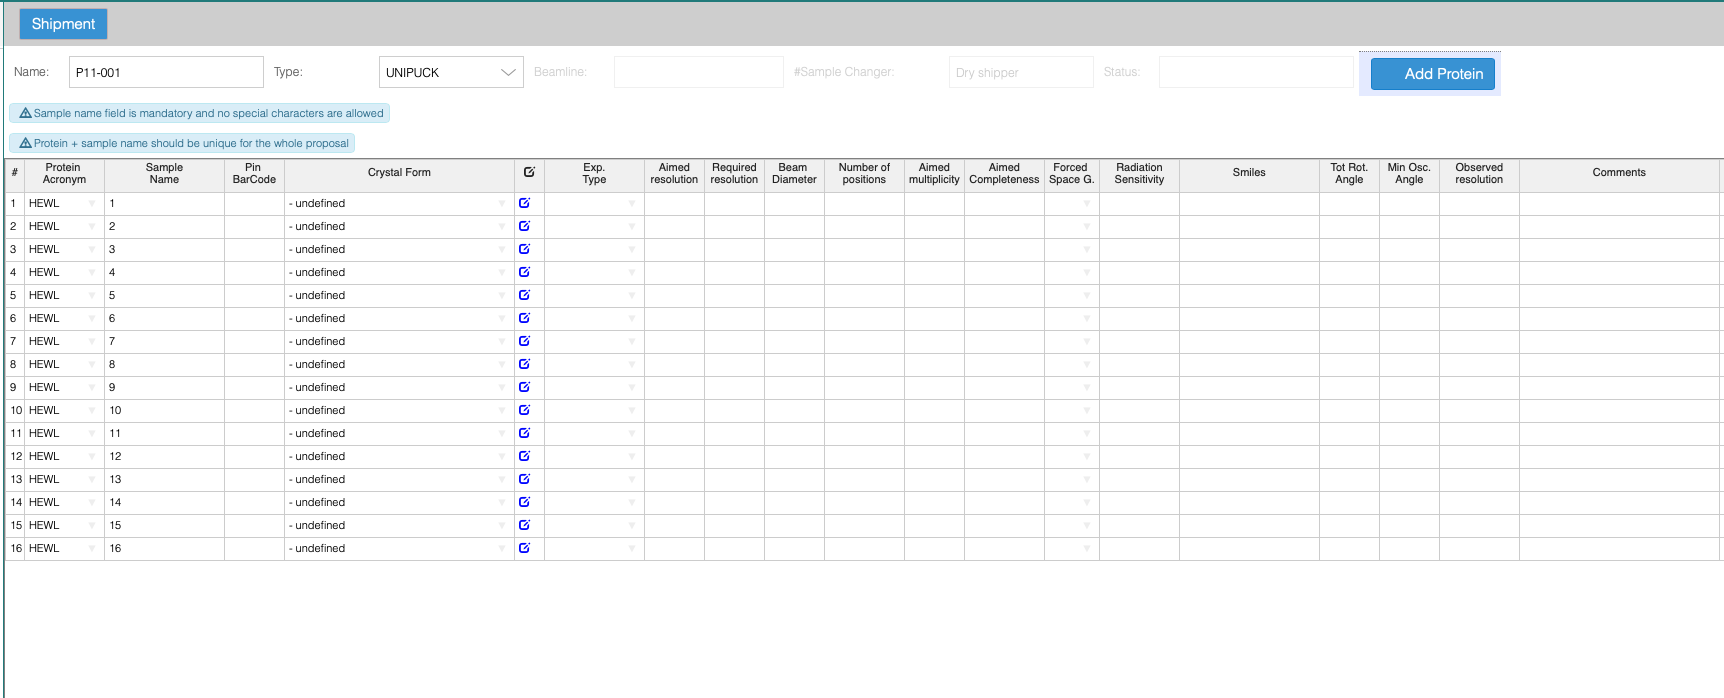 Shipment
Name: P11-001 Type: UNIPUCK Beamline: #Sample Changer: Dry shipper Status: Add Protein
Sample name field is mandatory and no special characters are allowed
Protein + sample name should be unique for the whole proposal
# Protein Acronym Sample Name Pin BarCode Crystal Form Exp. Type Aimed resolution Required resolution Beam Diameter Number of positions Aimed multiplicity Aimed Completeness Forced Space G. Radiation Sensitivity Smiles Tot Rot. Angle Min Osc. Angle Observed resolution Comments
1 HEWL 1 - undefined
2 HEWL 2 - undefined
3 HEWL 3 - undefined
4 HEWL 4 - undefined
5 HEWL 5 - undefined
6 HEWL 6 - undefined
7 HEWL 7 - undefined
8 HEWL 8 - undefined
9 HEWL 9 - undefined
10 HEWL 10 - undefined
11 HEWL 11 - undefined
12 HEWL 12 - undefined
13 HEWL 13 - undefined
14 HEWL 14 - undefined
15 HEWL 15 - undefined
16 HEWL 16 - undefined